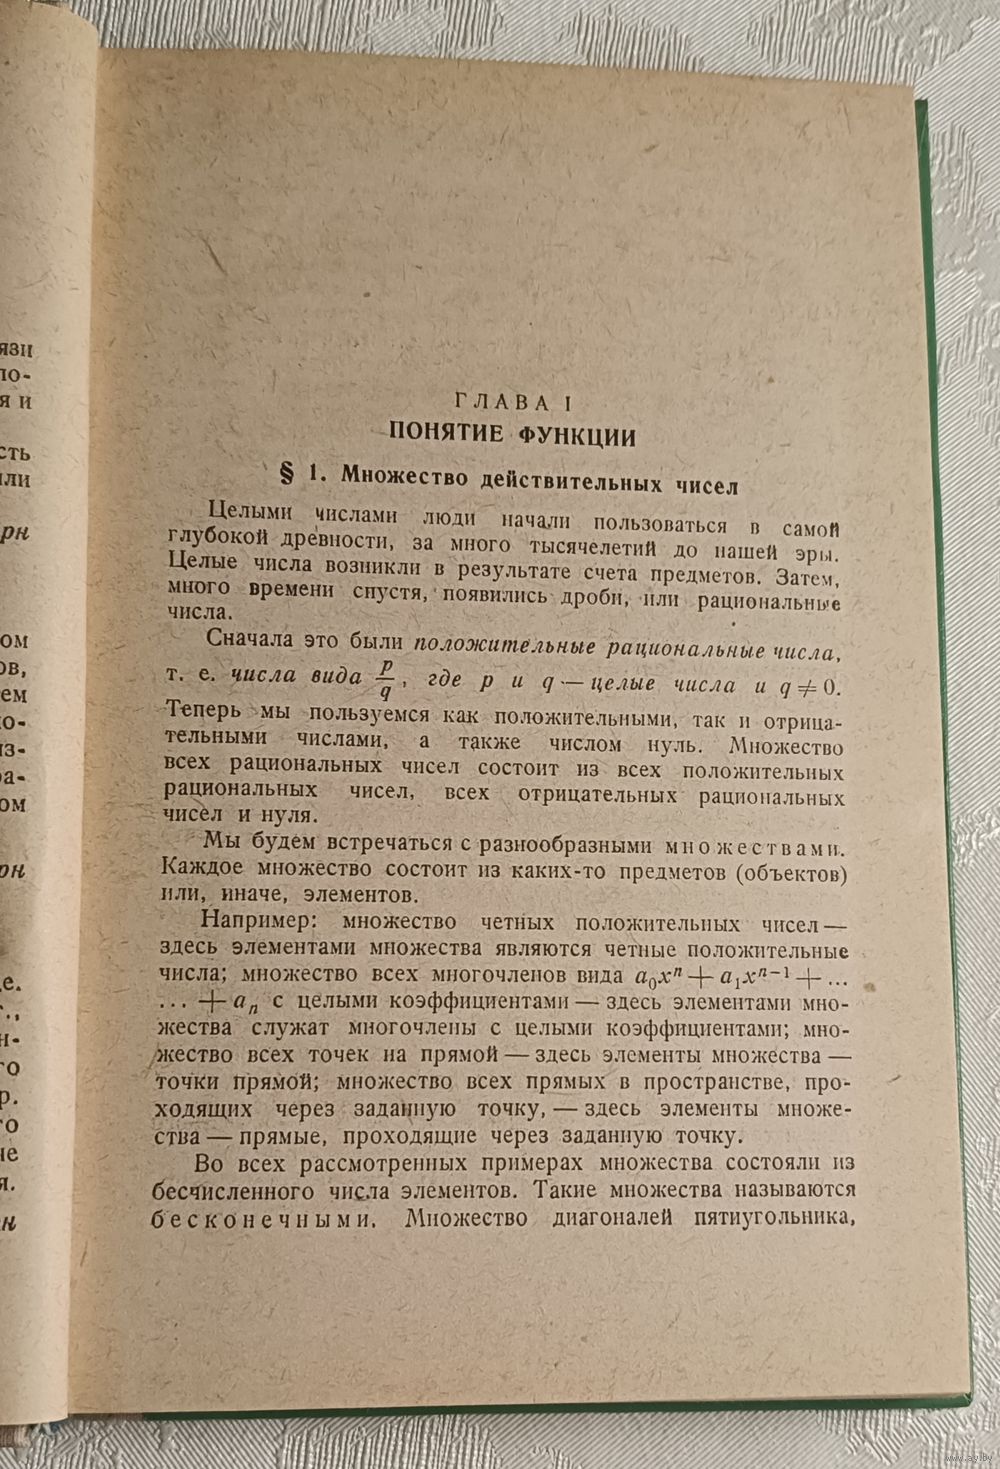 ГЛАВА I
ПОНЯТИЕ ФУНКЦИИ
§ 1. Множество действительных чисел
Целыми числами люди начали пользоваться в самой
глубокой древности, за много тысячелетий до нашей эры.
Целые числа возникли в результате счета предметов. Затем,
много времени спустя, появились дроби, или рациональные
числа.
Сначала это были положительные рациональные числа,
т. е. числа вида p/q, где p и q — целые числа и q ≠ 0.
Теперь мы пользуемся как положительными, так и отрица-
тельными числами, а также числом нуль. Множество
всех рациональных чисел состоит из всех положительных
рациональных чисел, всех отрицательных рациональных
чисел и нуля.
Мы будем встречаться с разнообразными множествами.
Каждое множество состоит из каких-то предметов (объектов)
или, иначе, элементов.
Например: множество четных положительных чисел —
здесь элементами множества являются четные положительные
числа; множество всех многочленов вида a₀xⁿ + a₁xⁿ⁻¹ + ...
... + aₙ с целыми коэффициентами — здесь элементами мно-
жества служат многочлены с целыми коэффициентами; мно-
жество всех точек на прямой — здесь элементы множества —
точки прямой; множество всех прямых в пространстве, про-
ходящих через заданную точку, — здесь элементы множе-
ства — прямые, проходящие через заданную точку.
Во всех рассмотренных примерах множества состояли из
бесчисленного числа элементов. Такие множества называются
бесконечными. Множество диагоналей пятиугольника,
www.ay.by